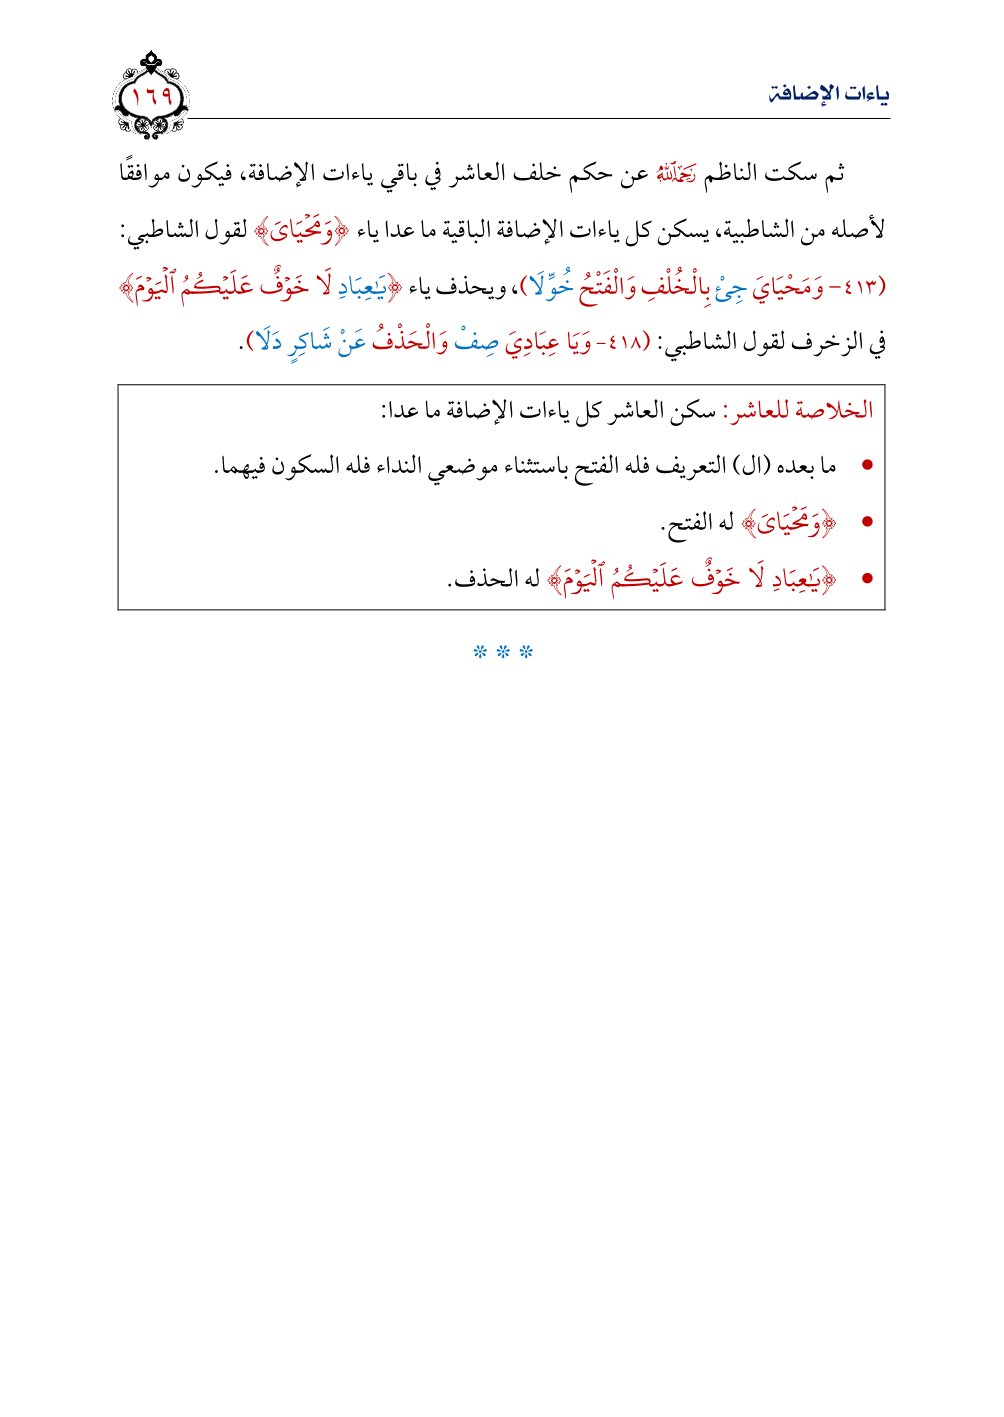 ياءات الإضافة
١٦٩
ثم سكت الناظم رَحِمَهُ ٱللَّهُ عن حكم خلف العاشر في باقي ياءات الإضافة، فيكون موافقًا
لأصله من الشاطبية، يسكن كل ياءات الإضافة الباقية ما عدا ياء ﴿وَمَحۡيَايَ﴾ لقول الشاطبي:
(٤١٣- وَمَحْيَايَ جِئْ بِالْخُلْفِ وَالْفَتْحُ خُوِّلَا)، ويحذف ياء ﴿يَٰعِبَادِ لَا خَوۡفٌ عَلَيۡكُمُ ٱلۡيَوۡمَ﴾
في الزخرف لقول الشاطبي: (٤١٨- وَيَا عِبَادِيَ صِفْ وَالْحَذْفُ عَنْ شَاكِرٍ دَلَا).
الخلاصة للعاشر: سكن العاشر كل ياءات الإضافة ما عدا:
• ما بعده (ال) التعريف فله الفتح باستثناء موضعي النداء فله السكون فيهما.
• ﴿وَمَحۡيَايَ﴾ له الفتح.
• ﴿يَٰعِبَادِ لَا خَوۡفٌ عَلَيۡكُمُ ٱلۡيَوۡمَ﴾ له الحذف.
* * *